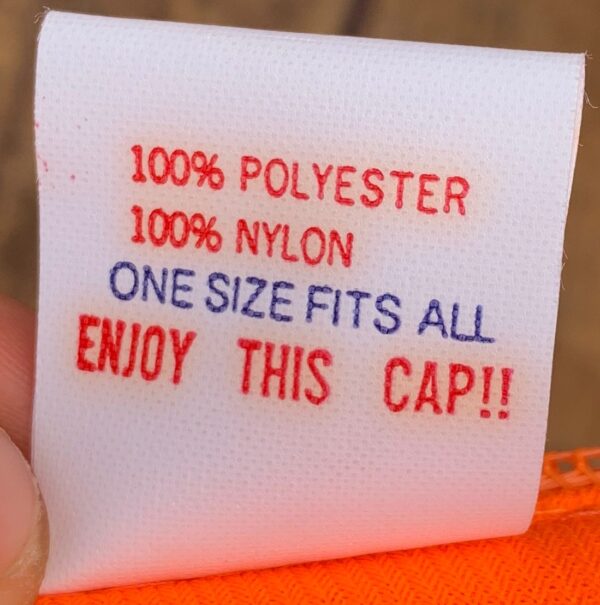 100% POLYESTER
100% NYLON
ONE SIZE FITS ALL
ENJOY THIS CAP!!